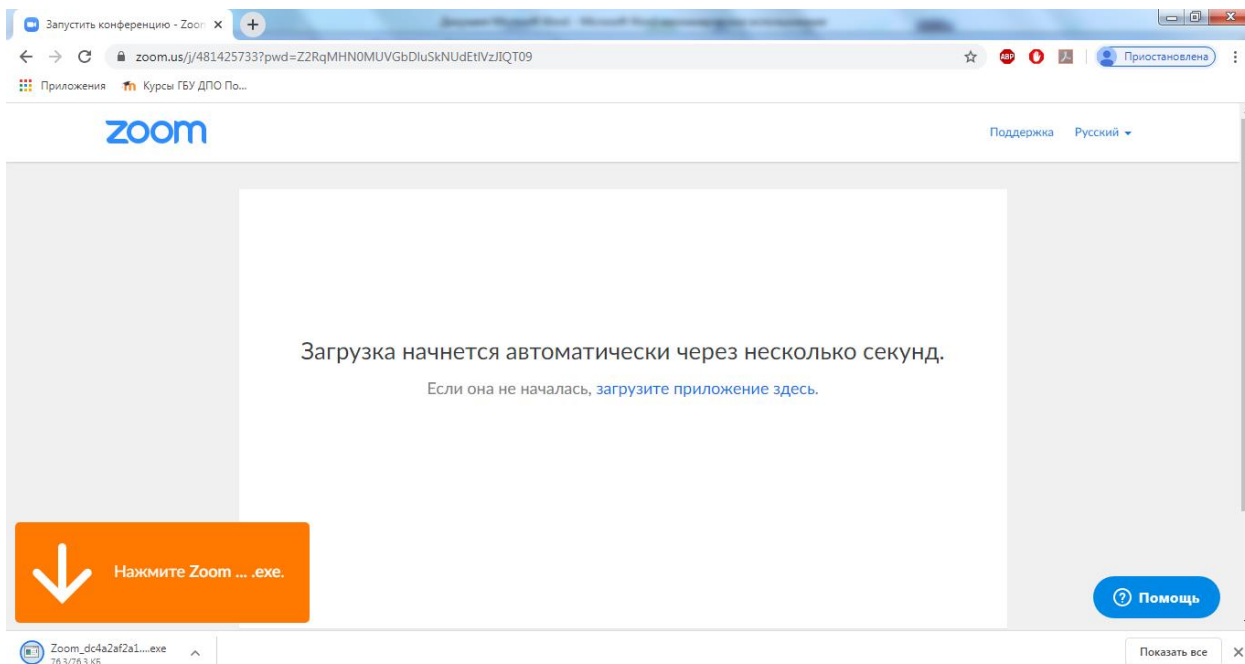 Запустить конференцию - Zoom
zoom.us/j/481425733?pwd=Z2RqMHN0MUVGbDluSkNUdEtIVzJIQT09
ABP
Приостановлена
Приложения
Курсы ГБУ ДПО По...
zoom
Поддержка
Русский
Загрузка начнется автоматически через несколько секунд.
Если она не началась, загрузите приложение здесь.
Нажмите Zoom ... .exe.
Помощь
Zoom_dc4a2af2a1....exe
76.3/76.3 КБ
Показать все